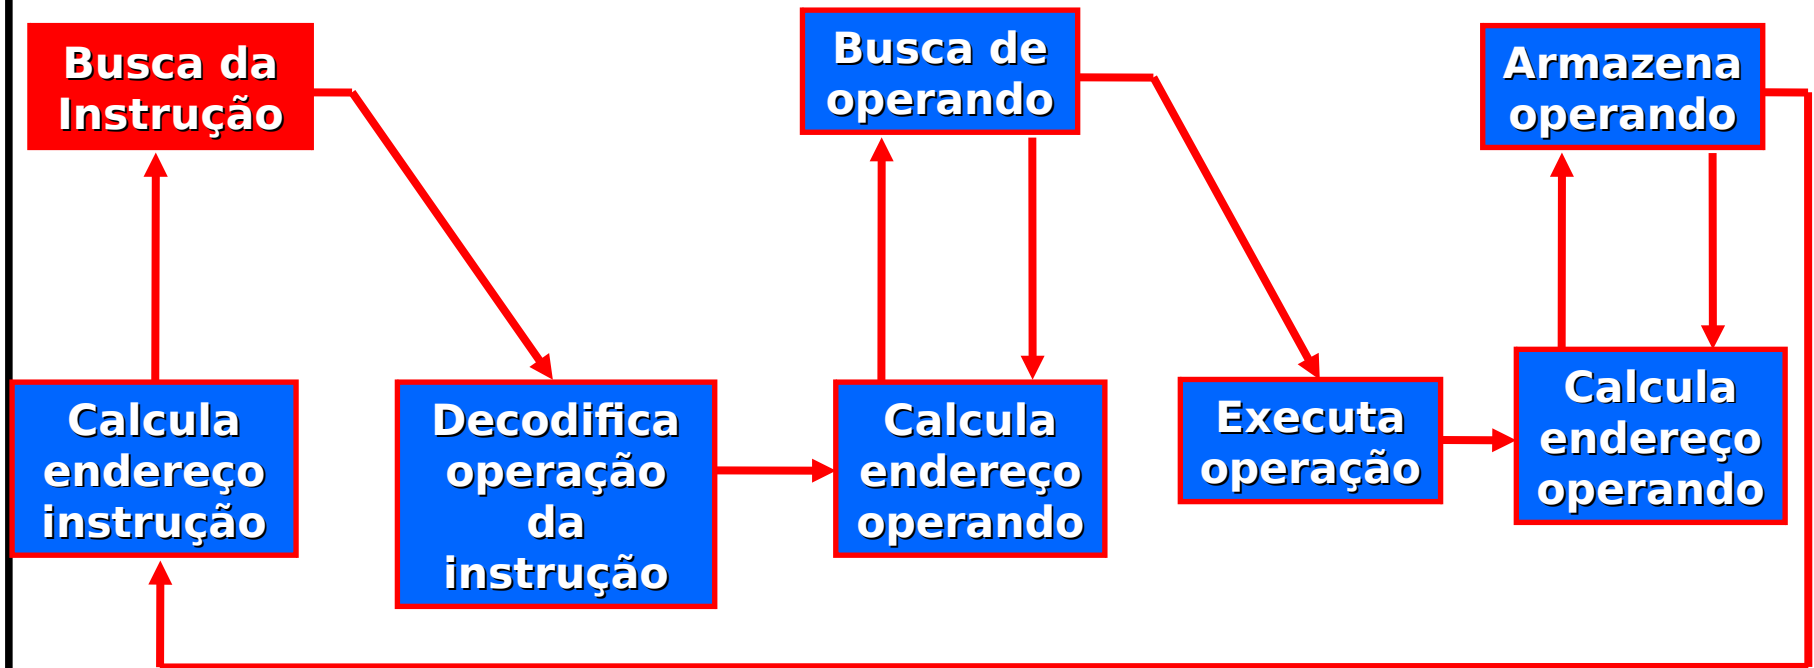 Busca da
Instrução
Busca de
operando
Armazena
operando
Calcula
endereço
instrução
Decodifica
operação
da
instrução
Calcula
endereço
operando
Executa
operação
Calcula
endereço
operando